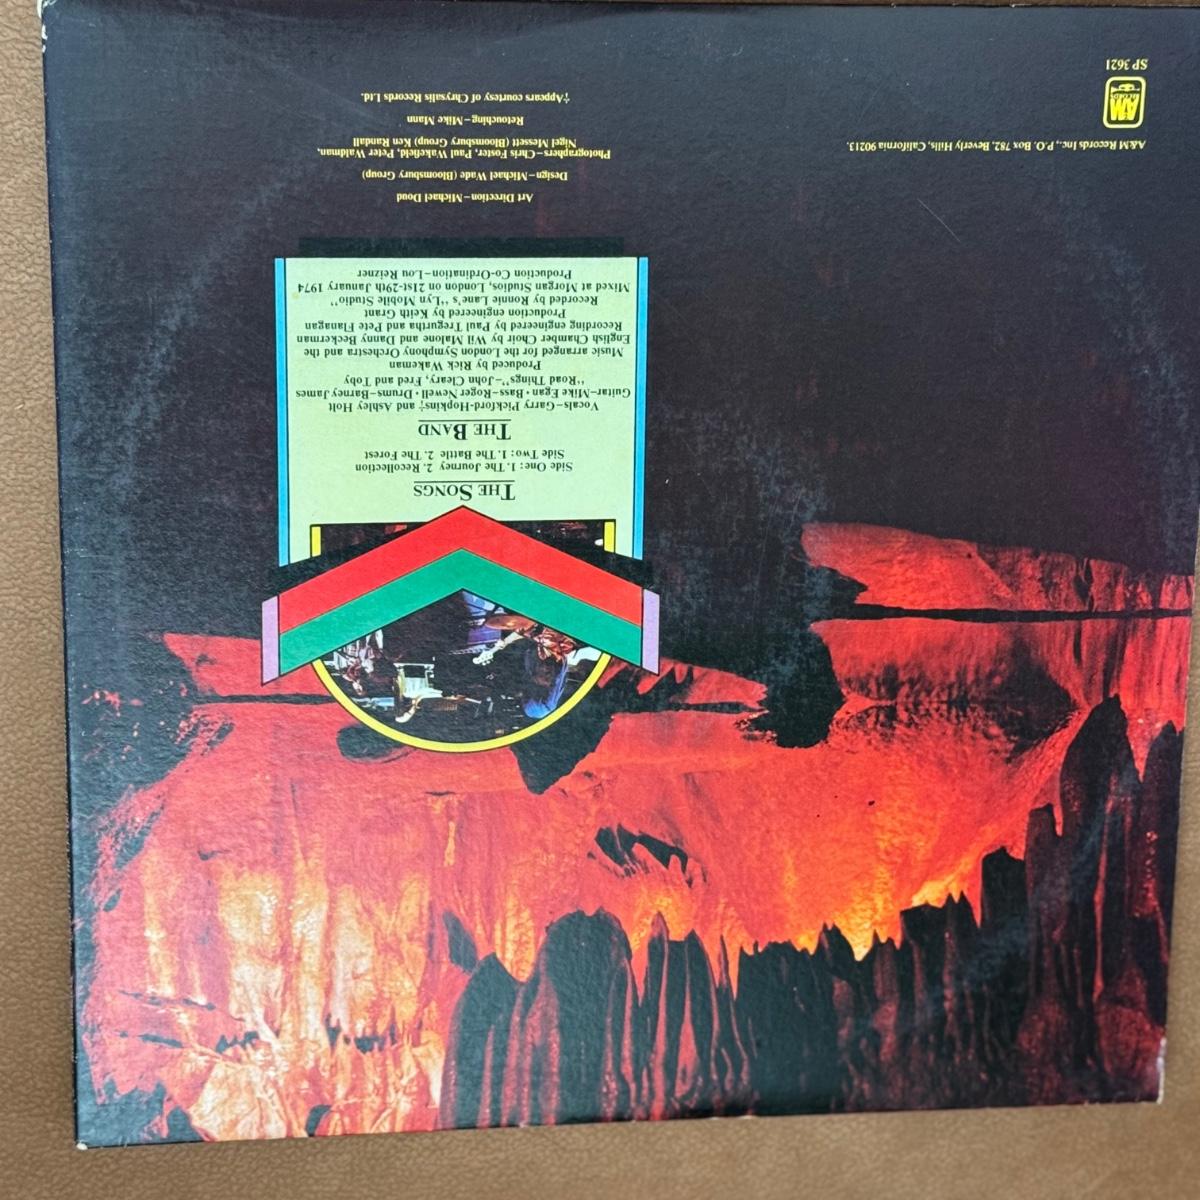 THE SONGS
Side One: 1. The Journey 2. Recollection
Side Two: 1. The Battle 2. The Forest
THE BAND
Vocals–Garry Pickford-Hopkins† and Ashley Holt
Guitar–Mike Egan • Bass–Roger Newell • Drums–Barney James
“Road Things”–John Cleary, Fred and Toby
Produced by Rick Wakeman
Music arranged for the London Symphony Orchestra and the
English Chamber Choir by Wil Malone and Danny Beckerman
Recording engineered by Paul Tregurtha and Pete Flanagan
Production engineered by Keith Grant
Recorded by Ronnie Lane's “Lyn Mobile Studio”
Mixed at Morgan Studios, London on 21st-29th January 1974
Production Co-Ordination–Lou Reizner
Art Direction–Michael Doud
Design–Michael Wade (Bloomsbury Group)
Photographers–Chris Foster, Paul Wakefield, Peter Waldman,
Nigel Messett (Bloomsbury Group) Ken Randall
Retouching–Mike Mann
†Appears courtesy of Chrysalis Records Ltd.
A&M Records, Inc., P.O. Box 782, Beverly Hills, California 90213
A&M
RECORDS
SP 3621